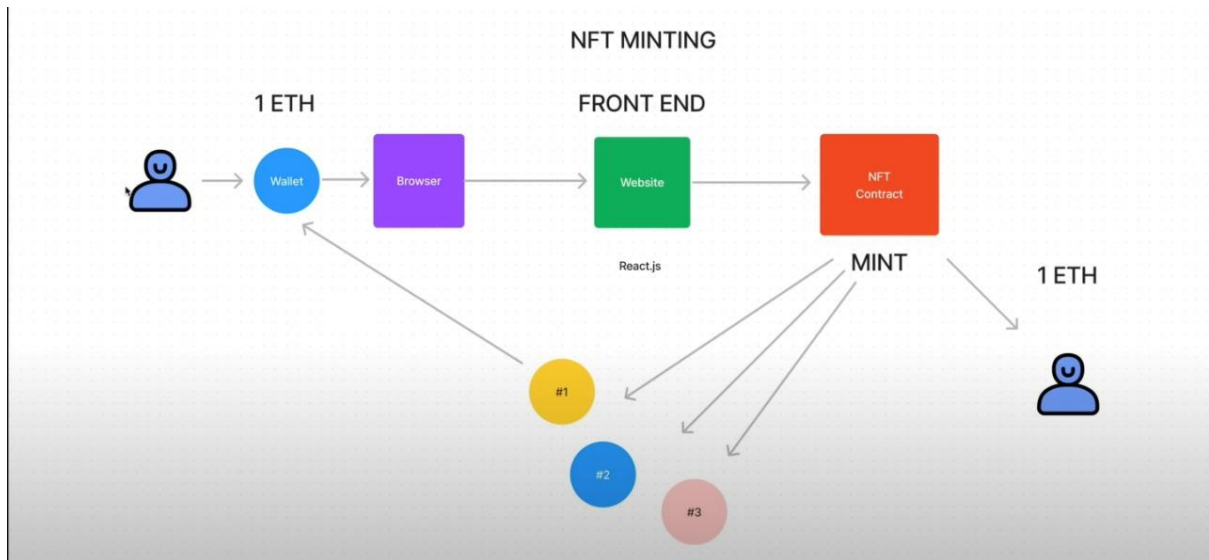 NFT MINTING
1 ETH
FRONT END
Wallet
Browser
Website
NFT
Contract
React.js
MINT
1 ETH
#1
#2
#3